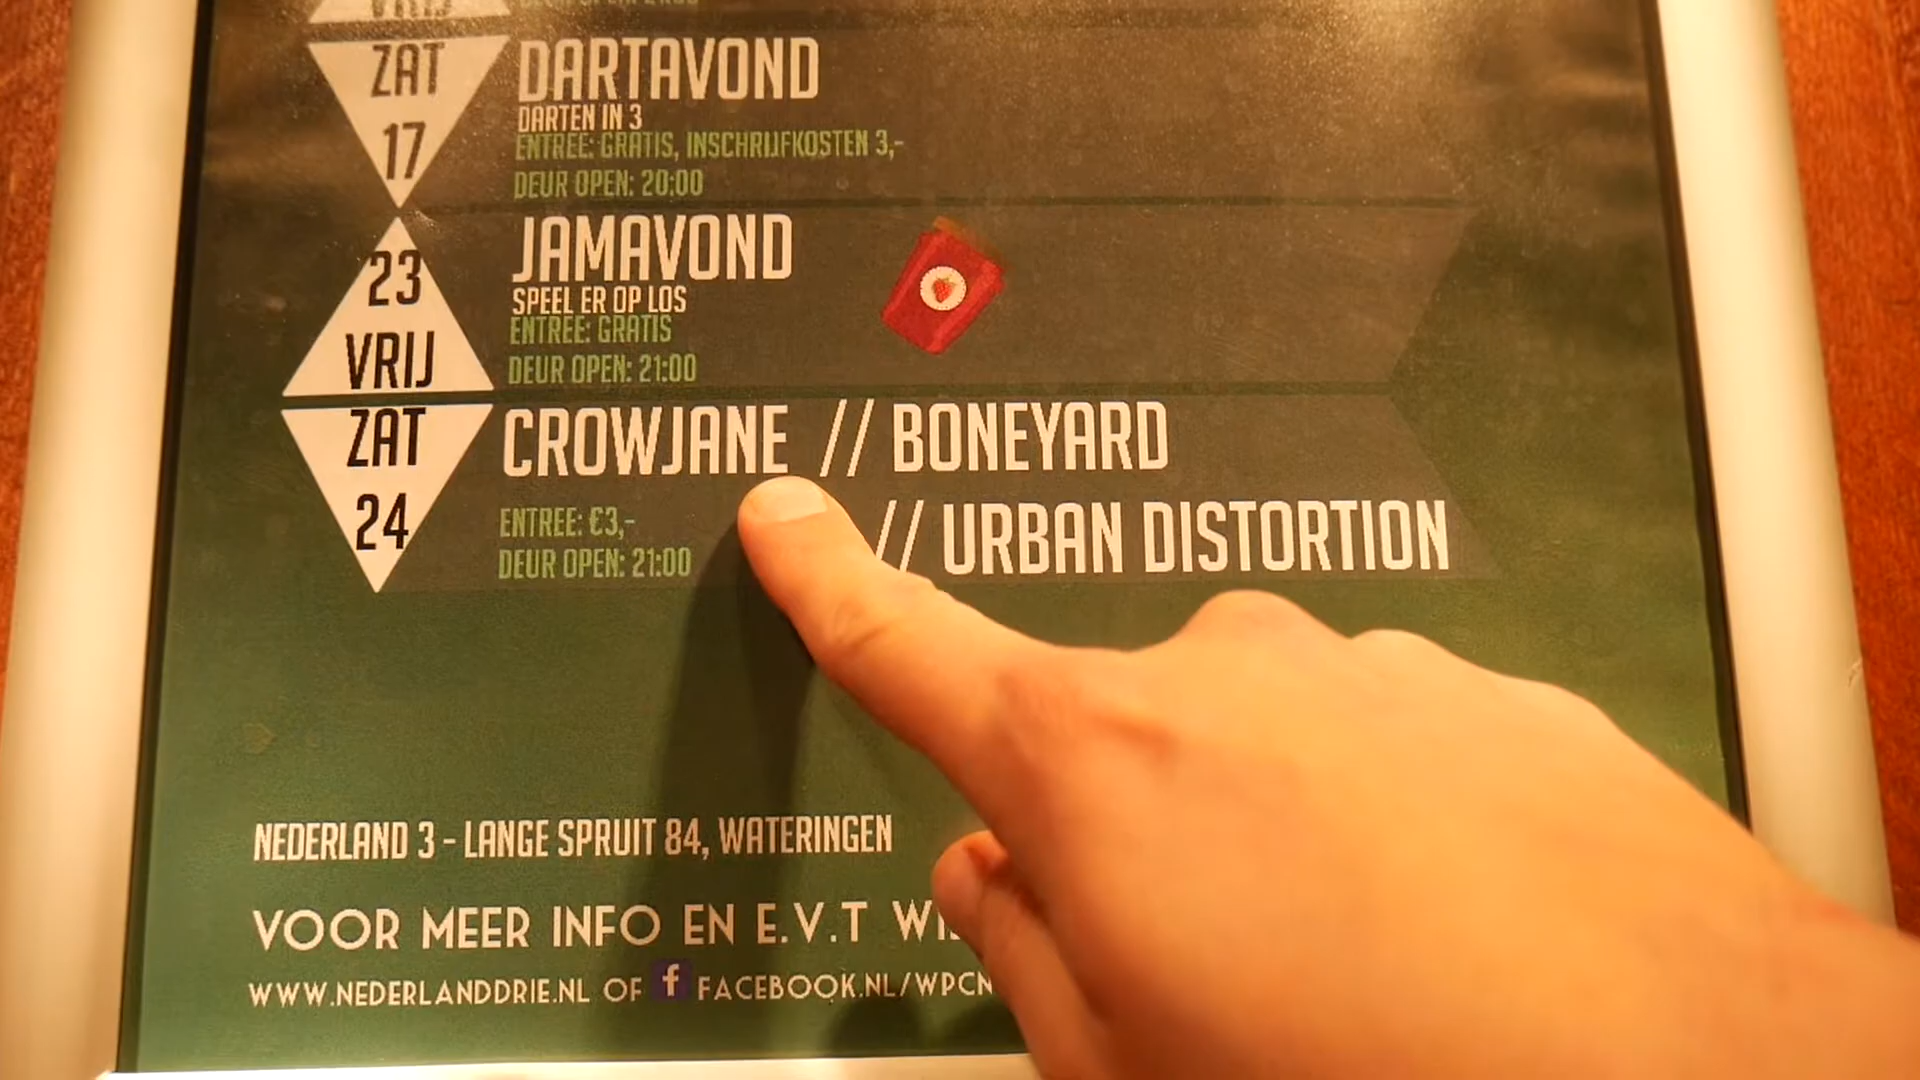 ZAT
17
DARTAVOND
DARTEN IN 3
ENTREE: GRATIS, INSCHRIJFKOSTEN 3,-
DEUR OPEN: 20:00
23
VRIJ
JAMAVOND
SPEEL ER OP LOS
ENTREE: GRATIS
DEUR OPEN: 21:00
ZAT
24
CROWJANE // BONEYARD
// URBAN DISTORTION
ENTREE: €3,-
DEUR OPEN: 21:00
NEDERLAND 3 - LANGE SPRUIT 84, WATERINGEN
VOOR MEER INFO EN E.V.T
WWW.NEDERLANDDRIE.NL OF f FACEBOOK.NL/WPCN